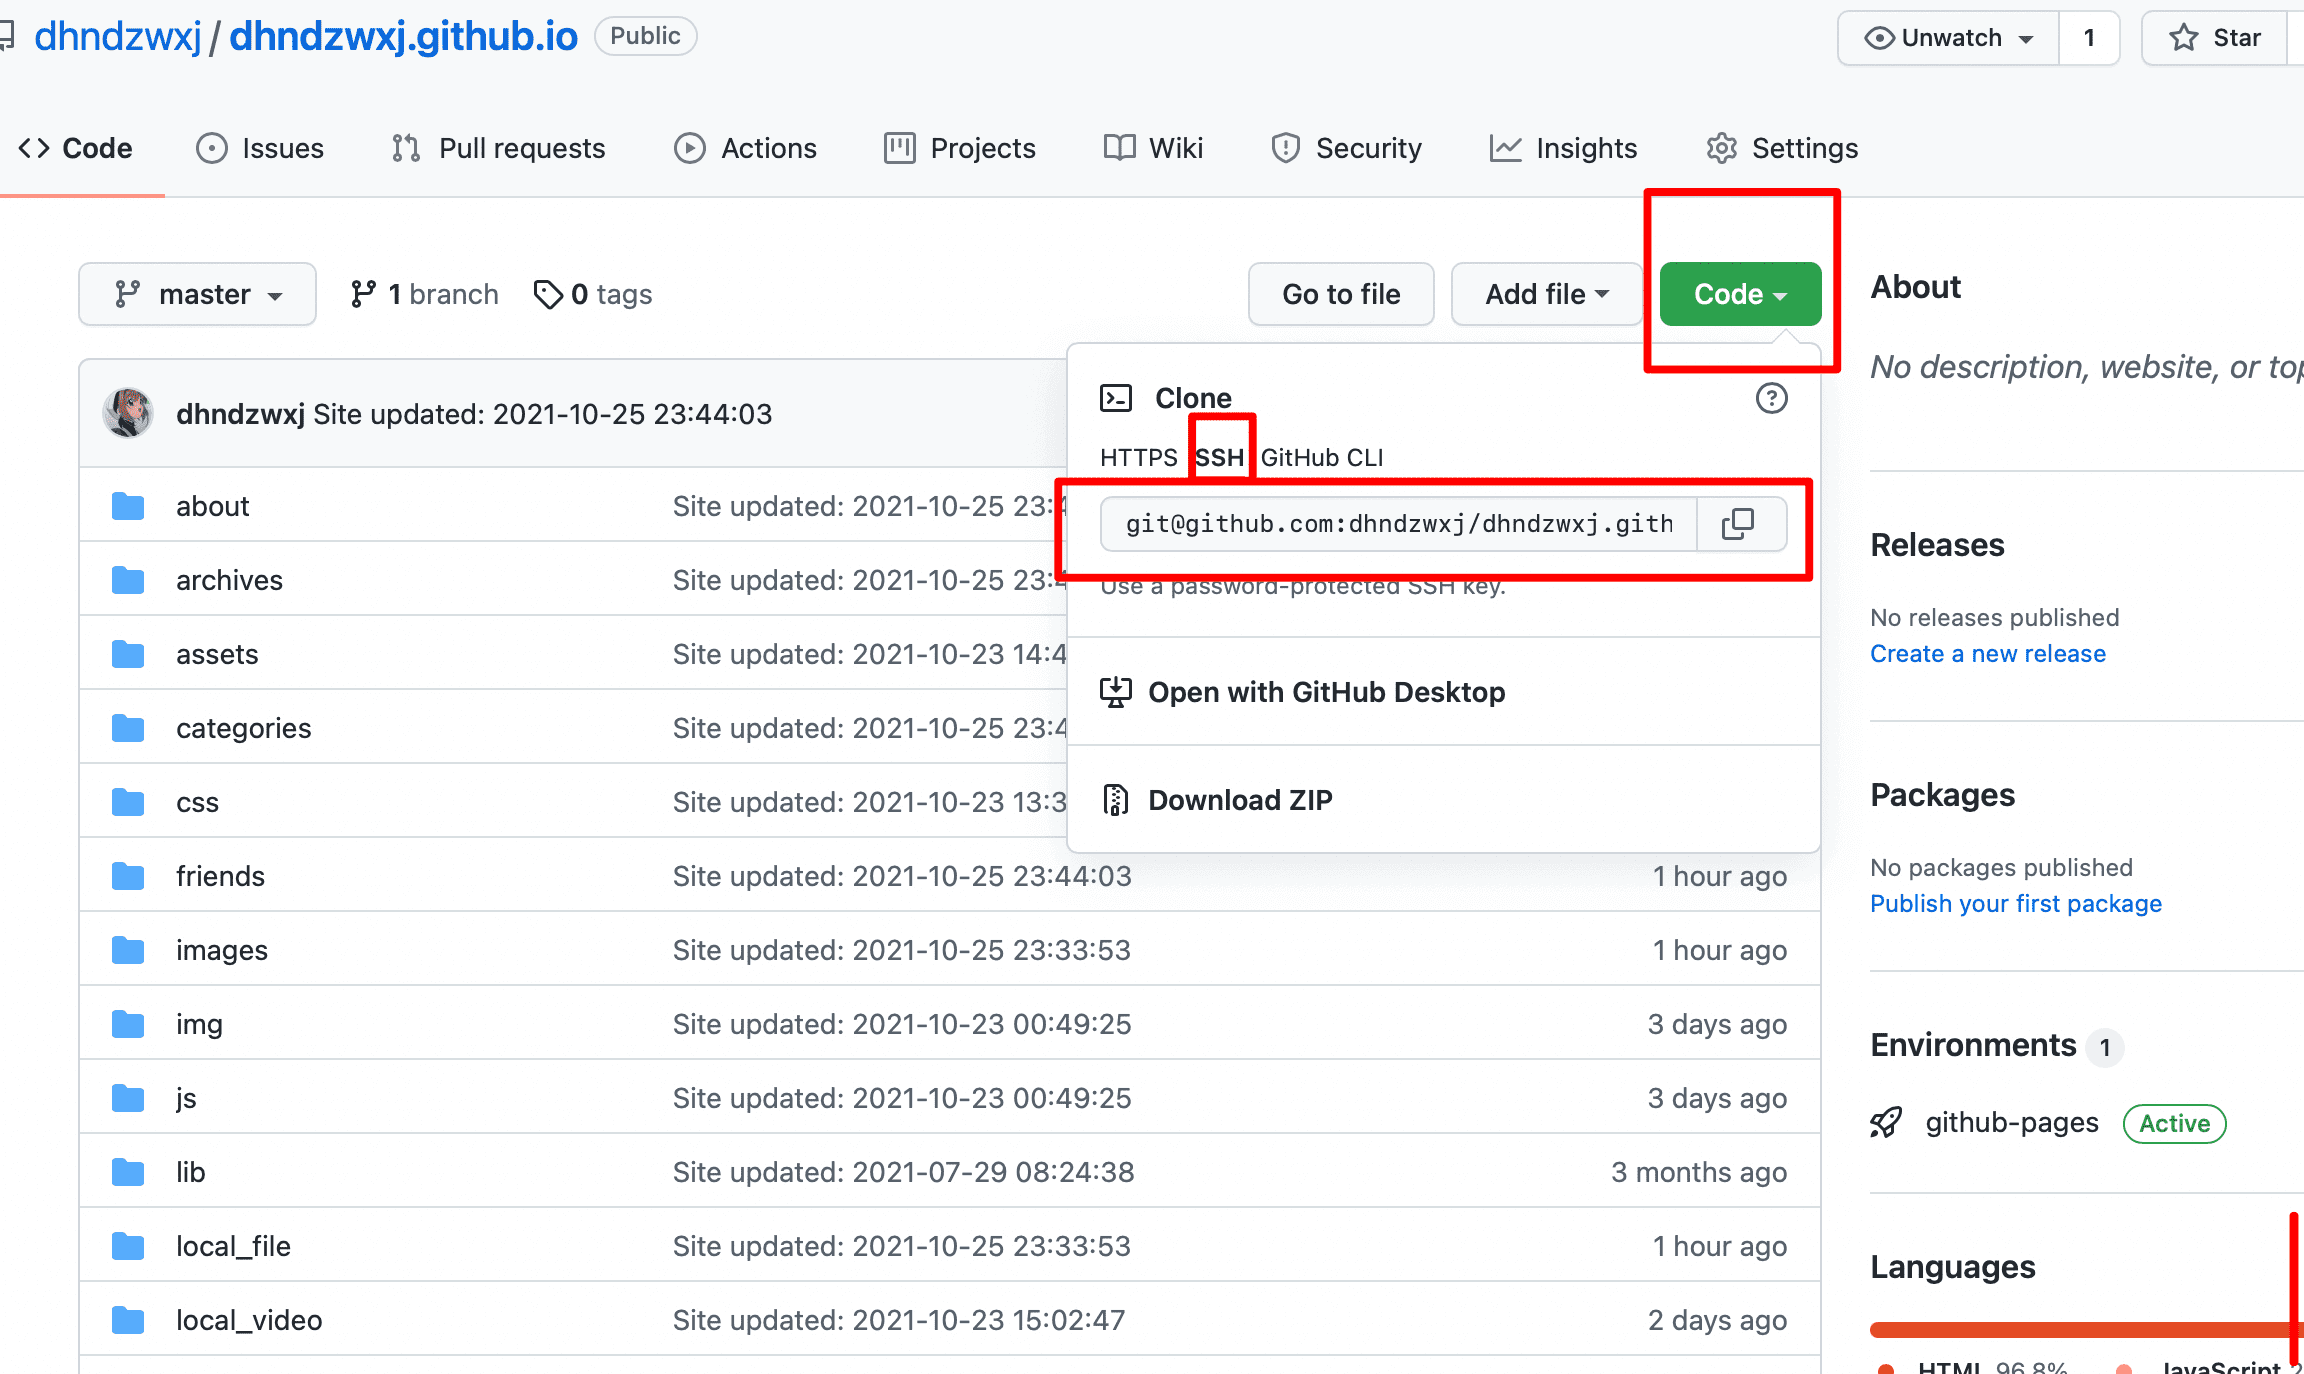 dhndzwxj / dhndzwxj.github.io Public
Unwatch 1 Star
Code Issues Pull requests Actions Projects Wiki Security Insights Settings
master 1 branch 0 tags Go to file Add file Code
dhndzwxj Site updated: 2021-10-25 23:44:03
about Site updated: 2021-10-25 23:4
archives Site updated: 2021-10-25 23:4
assets Site updated: 2021-10-23 14:4
categories Site updated: 2021-10-25 23:4
css Site updated: 2021-10-23 13:3
friends Site updated: 2021-10-25 23:44:03 1 hour ago
images Site updated: 2021-10-25 23:33:53 1 hour ago
img Site updated: 2021-10-23 00:49:25 3 days ago
js Site updated: 2021-10-23 00:49:25 3 days ago
lib Site updated: 2021-07-29 08:24:38 3 months ago
local_file Site updated: 2021-10-25 23:33:53 1 hour ago
local_video Site updated: 2021-10-23 15:02:47 2 days ago
Clone
HTTPS SSH GitHub CLI
git@github.com:dhndzwxj/dhndzwxj.gith
Use a password-protected SSH key.
Open with GitHub Desktop
Download ZIP
About
No description, website, or top
Releases
No releases published
Create a new release
Packages
No packages published
Publish your first package
Environments 1
github-pages Active
Languages
HTML 96.8% JavaScript 2